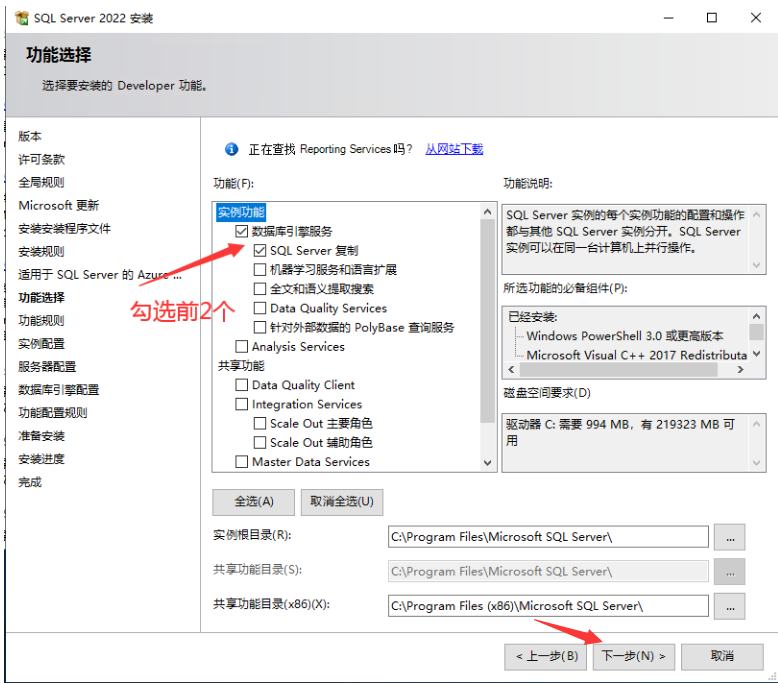 SQL Server 2022 安装
功能选择
选择要安装的 Developer 功能。
版本
许可条款
全局规则
Microsoft 更新
安装安装程序文件
安装规则
适用于 SQL Server 的 Azure ...
功能选择
功能规则
实例配置
服务器配置
数据库引擎配置
功能配置规则
准备安装
安装进度
完成
正在查找 Reporting Services吗? 从网站下载
功能(F):
实例功能
数据库引擎服务
SQL Server 复制
机器学习服务和语言扩展
全文和语义提取搜索
Data Quality Services
针对外部数据的 PolyBase 查询服务
Analysis Services
共享功能
Data Quality Client
Integration Services
Scale Out 主要角色
Scale Out 辅助角色
Master Data Services
勾选前2个
功能说明:
SQL Server 实例的每个实例功能的配置和操作
都与其他 SQL Server 实例分开。SQL Server
实例可以在同一台计算机上并行操作。
所选功能的必备组件(P):
已经安装:
Windows PowerShell 3.0 或更高版本
Microsoft Visual C++ 2017 Redistributa
磁盘空间要求(D)
驱动器 C: 需要 994 MB，有 219323 MB 可
用
全选(A) 取消全选(U)
实例根目录(R): C:\Program Files\Microsoft SQL Server\ ...
共享功能目录(S): C:\Program Files\Microsoft SQL Server\ ...
共享功能目录(x86)(X): C:\Program Files (x86)\Microsoft SQL Server\ ...
< 上一步(B) 下一步(N) > 取消